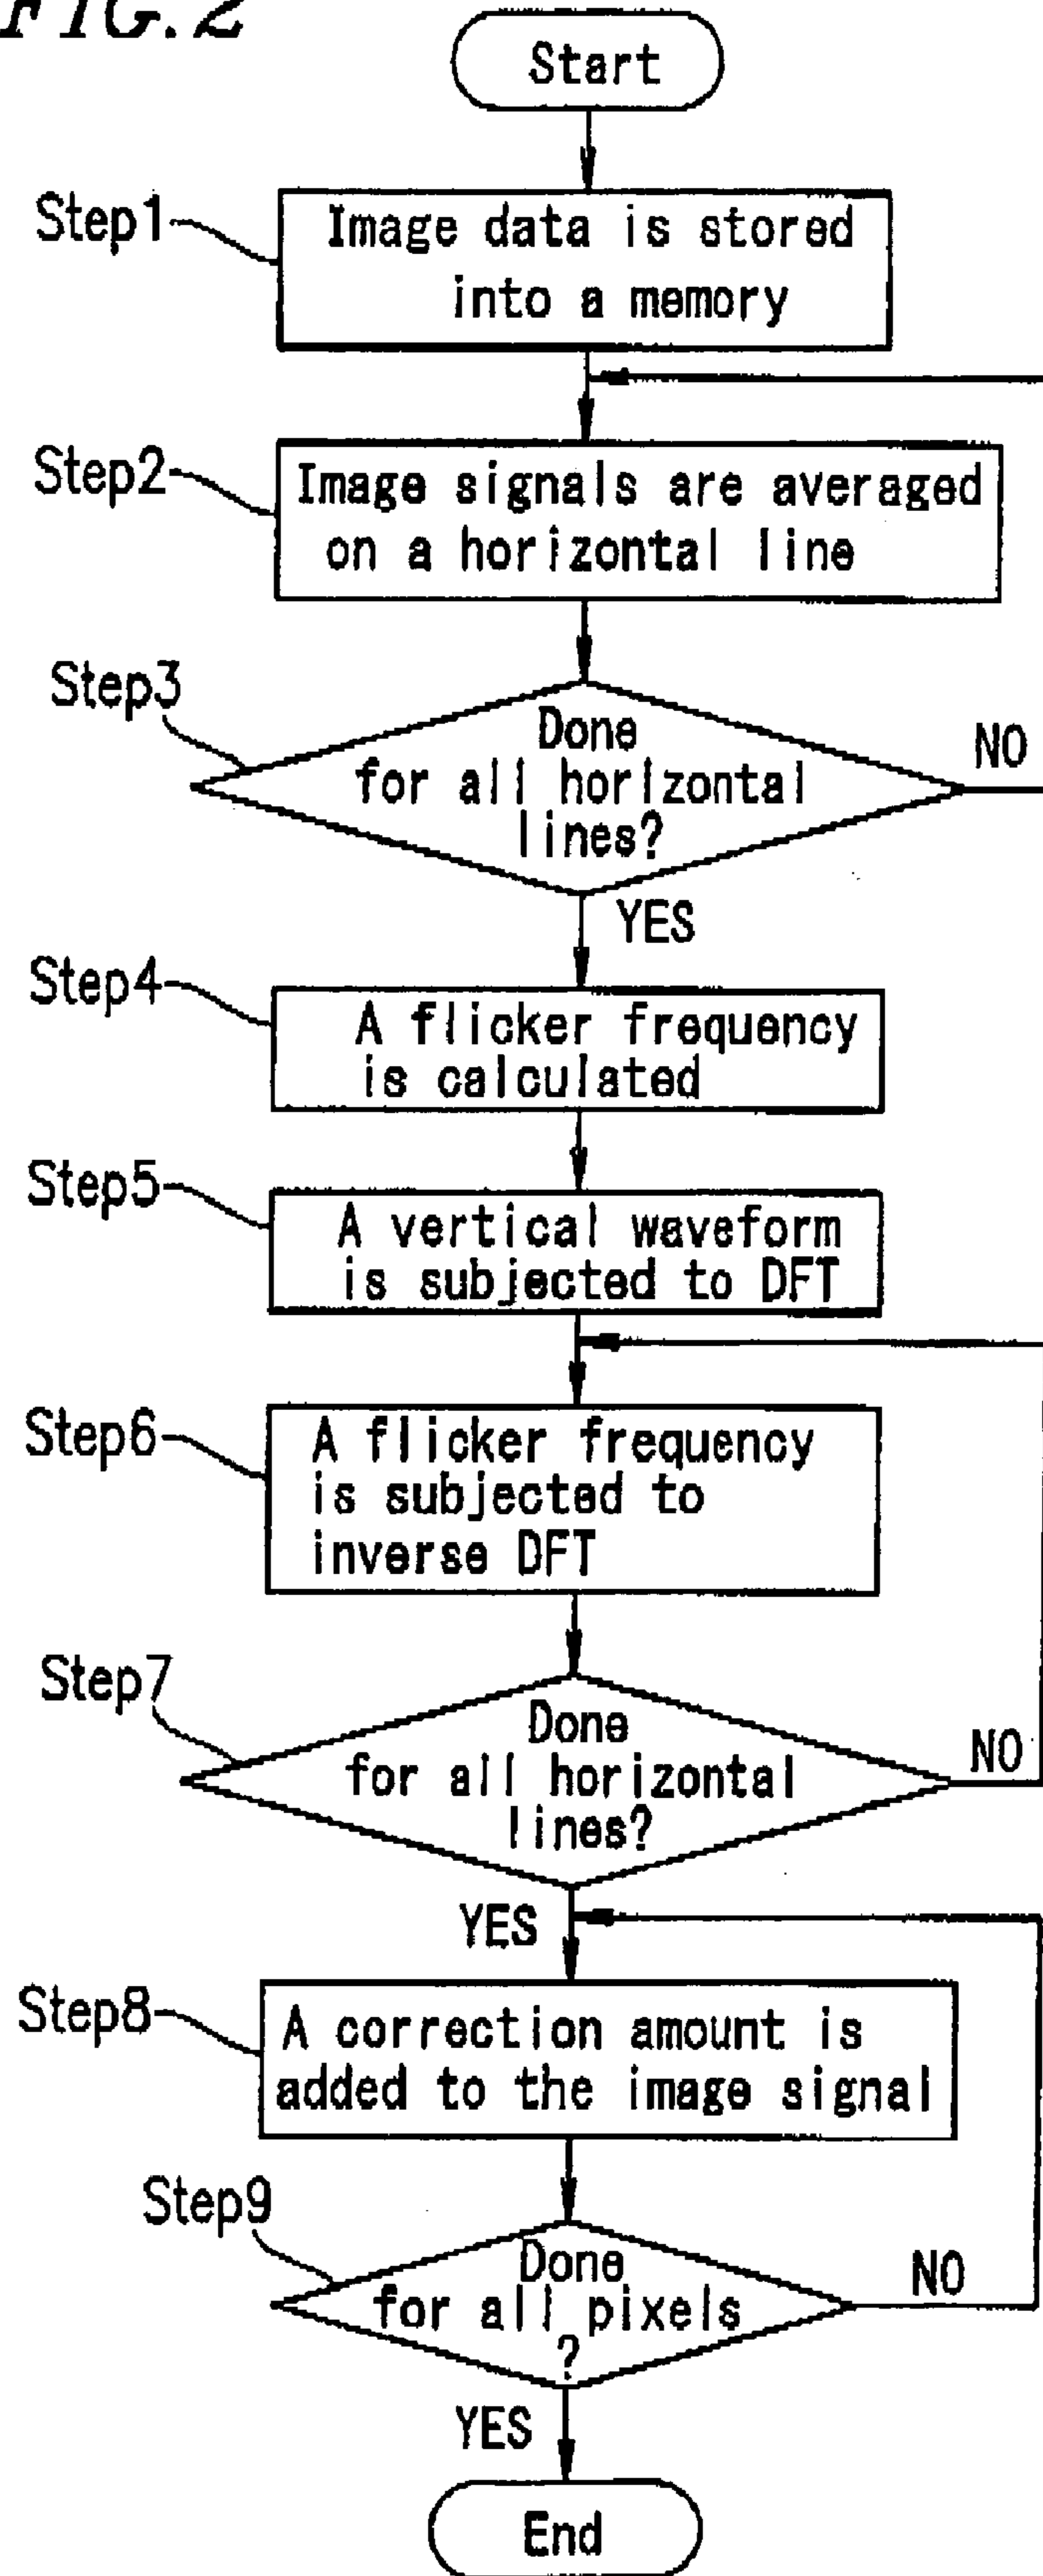 FIG. 2
Start
Step1
Image data is stored
into a memory
Step2
Image signals are averaged
on a horizontal line
Step3
Done
for all horizontal
lines?
NO
YES
Step4
A flicker frequency
is calculated
Step5
A vertical waveform
is subjected to DFT
Step6
A flicker frequency
is subjected to
inverse DFT
Step7
Done
for all horizontal
lines?
NO
YES
Step8
A correction amount is
added to the image signal
Step9
Done
for all pixels
?
NO
YES
End